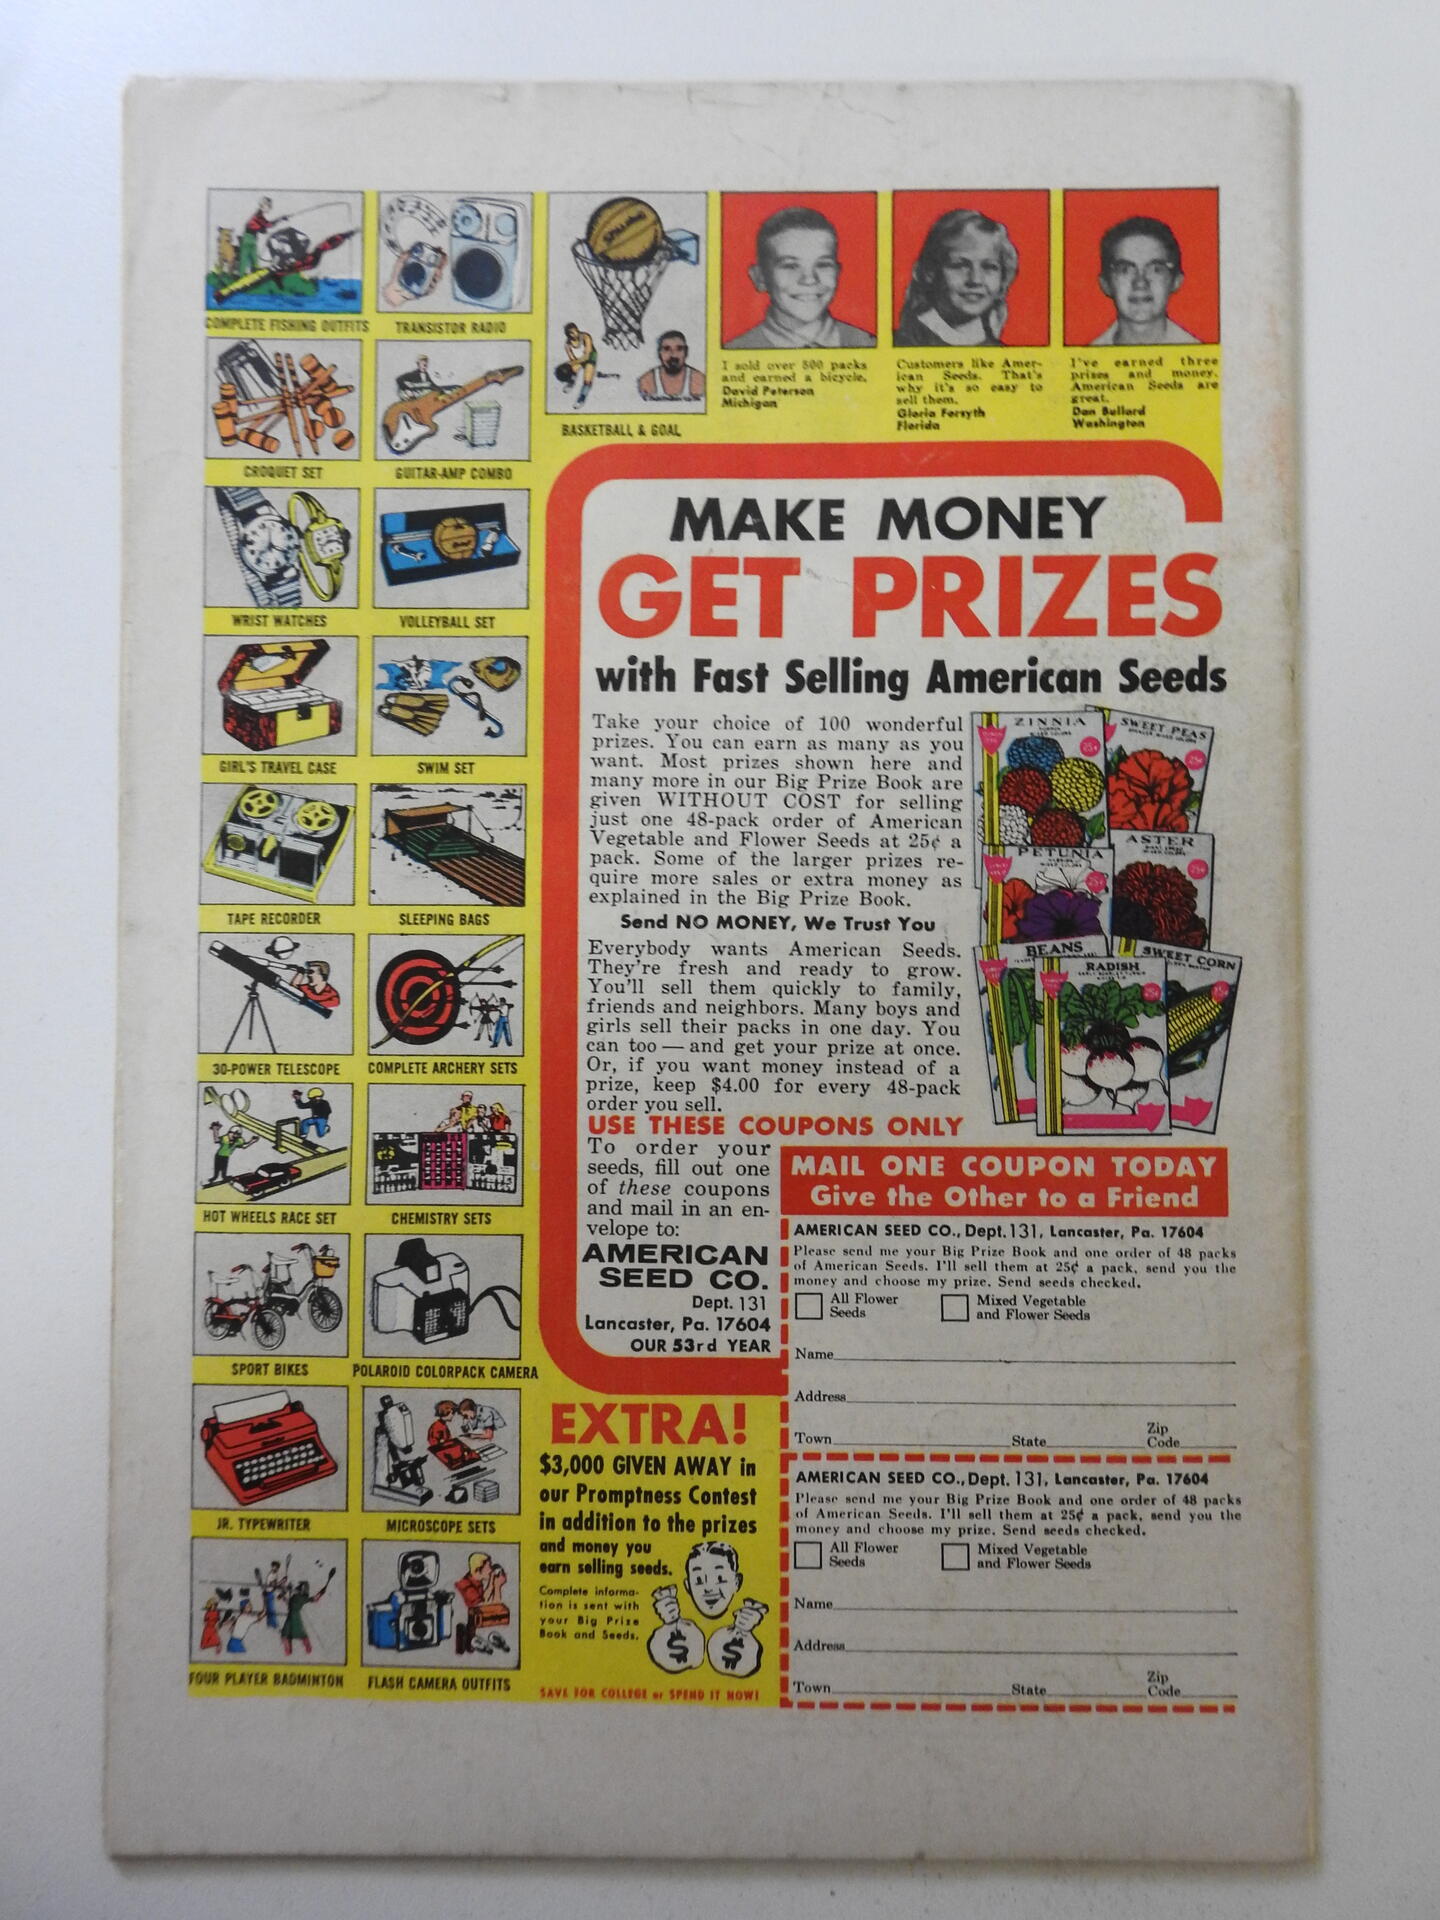 COMPLETE FISHING OUTFITS
TRANSISTOR RADIO
CROQUET SET
GUITAR-AMP COMBO
WRIST WATCHES
VOLLEYBALL SET
GIRL'S TRAVEL CASE
SWIM SET
TAPE RECORDER
SLEEPING BAGS
30-POWER TELESCOPE
COMPLETE ARCHERY SETS
HOT WHEELS RACE SET
CHEMISTRY SETS
SPORT BIKES
POLAROID COLORPACK CAMERA
JR. TYPEWRITER
MICROSCOPE SETS
FOUR PLAYER BADMINTON
FLASH CAMERA OUTFITS
BASKETBALL & GOAL
I sold over 500 packs
and earned a bicycle.
David Peterson
Michigan
Customers like Amer-
ican Seeds. That's
why it's so easy to
sell them.
Gloria Forsyth
Florida
I've earned three
prizes and money.
American Seeds are
great.
Dan Bullard
Washington
MAKE MONEY
GET PRIZES
with Fast Selling American Seeds
Take your choice of 100 wonderful
prizes. You can earn as many as you
want. Most prizes shown here and
many more in our Big Prize Book are
given WITHOUT COST for selling
just one 48-pack order of American
Vegetable and Flower Seeds at 25¢ a
pack. Some of the larger prizes re-
quire more sales or extra money as
explained in the Big Prize Book.
Send NO MONEY, We Trust You
Everybody wants American Seeds.
They're fresh and ready to grow.
You'll sell them quickly to family,
friends and neighbors. Many boys and
girls sell their packs in one day. You
can too — and get your prize at once.
Or, if you want money instead of a
prize, keep $4.00 for every 48-pack
order you sell.
USE THESE COUPONS ONLY
To order your
seeds, fill out one
of these coupons
and mail in an en-
velope to:
AMERICAN
SEED CO.
Dept. 131
Lancaster, Pa. 17604
OUR 53rd YEAR
ZINNIA
25¢
SWEET PEAS
25¢
PETUNIA
25¢
ASTER
25¢
BEANS
RADISH
25¢
SWEET CORN
25¢
MAIL ONE COUPON TODAY
Give the Other to a Friend
AMERICAN SEED CO., Dept. 131, Lancaster, Pa. 17604
Please send me your Big Prize Book and one order of 48 packs
of American Seeds. I'll sell them at 25¢ a pack, send you the
money and choose my prize. Send seeds checked.
All Flower Seeds
Mixed Vegetable and Flower Seeds
Name
Address
Town State Zip Code
AMERICAN SEED CO., Dept. 131, Lancaster, Pa. 17604
Please send me your Big Prize Book and one order of 48 packs
of American Seeds. I'll sell them at 25¢ a pack, send you the
money and choose my prize. Send seeds checked.
All Flower Seeds
Mixed Vegetable and Flower Seeds
Name
Address
Town State Zip Code
EXTRA!
$3,000 GIVEN AWAY in
our Promptness Contest
in addition to the prizes
and money you
earn selling seeds.
Complete informa-
tion is sent with
your Big Prize
Book and Seeds.
$ $
SAVE FOR COLLEGE or SPEND IT NOW!